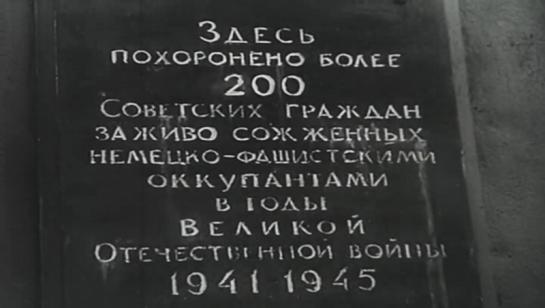 Здесь
похоронено более
200
Советских граждан
заживо сожженных
немецко-фашистскими
оккупантами
в годы
Великой
Отечественной войны
1941-1945